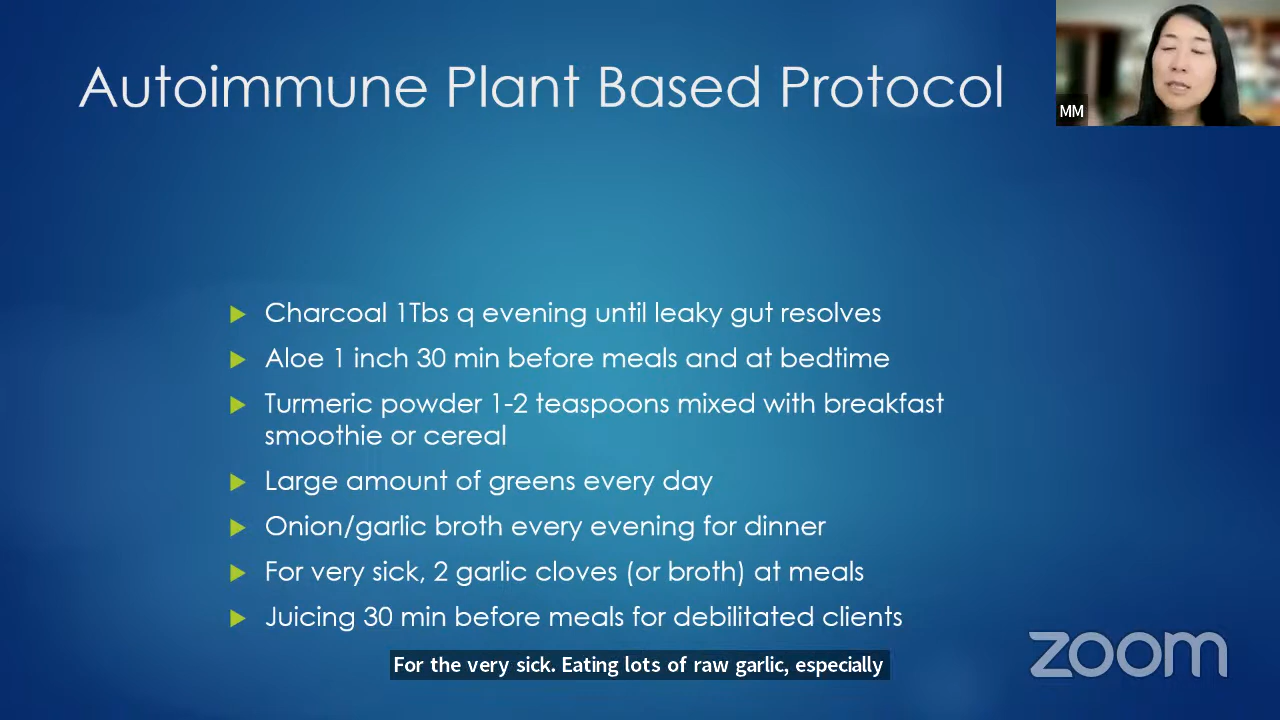 Autoimmune Plant Based Protocol
MM
Charcoal 1Tbs q evening until leaky gut resolves
Aloe 1 inch 30 min before meals and at bedtime
Turmeric powder 1-2 teaspoons mixed with breakfast
smoothie or cereal
Large amount of greens every day
Onion/garlic broth every evening for dinner
For very sick, 2 garlic cloves (or broth) at meals
Juicing 30 min before meals for debilitated clients
For the very sick. Eating lots of raw garlic, especially
zoom